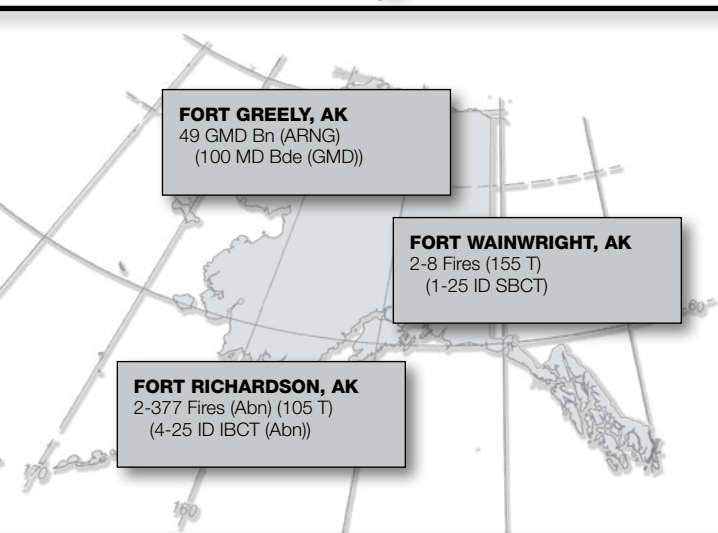 FORT GREELY, AK
49 GMD Bn (ARNG)
(100 MD Bde (GMD))
FORT WAINWRIGHT, AK
2-8 Fires (155 T)
(1-25 ID SBCT)
60
FORT RICHARDSON, AK
2-377 Fires (Abn) (105 T)
(4-25 ID IBCT (Abn))
170
160